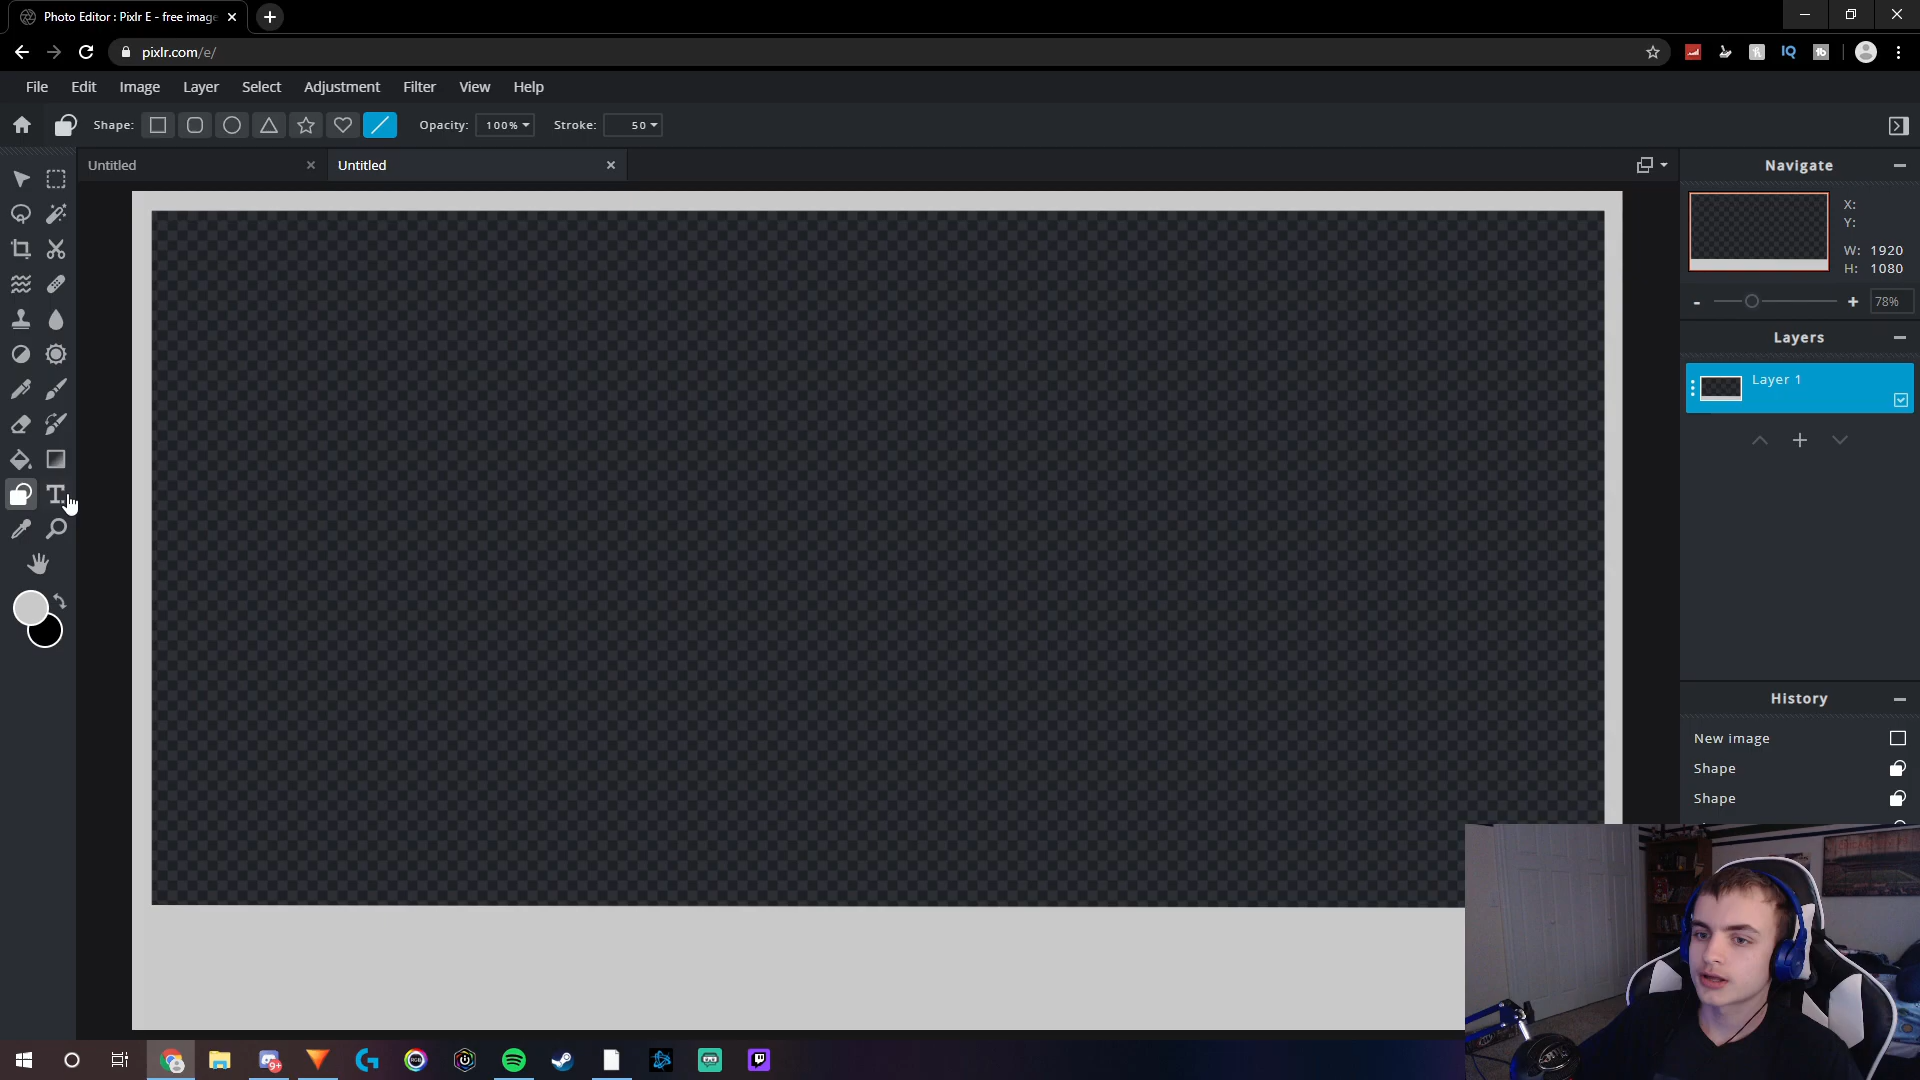 Photo Editor : Pixlr E - free image
pixlr.com/e/
File Edit Image Layer Select Adjustment Filter View Help
Shape: Opacity: 100% Stroke: 50
Untitled
Untitled
Navigate
X:
Y:
W: 1920
H: 1080
78%
Layers
Layer 1
History
New image
Shape
Shape